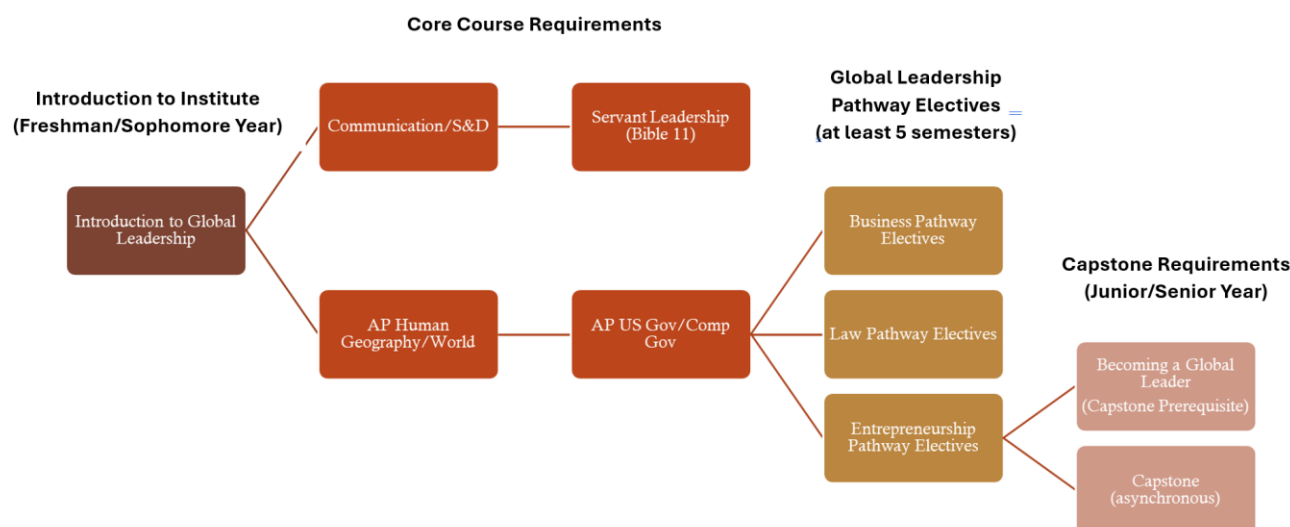 Core Course Requirements
Introduction to Institute
(Freshman/Sophomore Year)
Global Leadership
Pathway Electives
(at least 5 semesters)
Communication/S&D
Servant Leadership
(Bible 11)
Introduction to Global
Leadership
Business Pathway
Electives
Capstone Requirements
(Junior/Senior Year)
AP Human
Geography/World
AP US Gov/Comp
Gov
Law Pathway Electives
Becoming a Global
Leader
(Capstone Prerequisite)
Entrepreneurship
Pathway Electives
Capstone
(asynchronous)